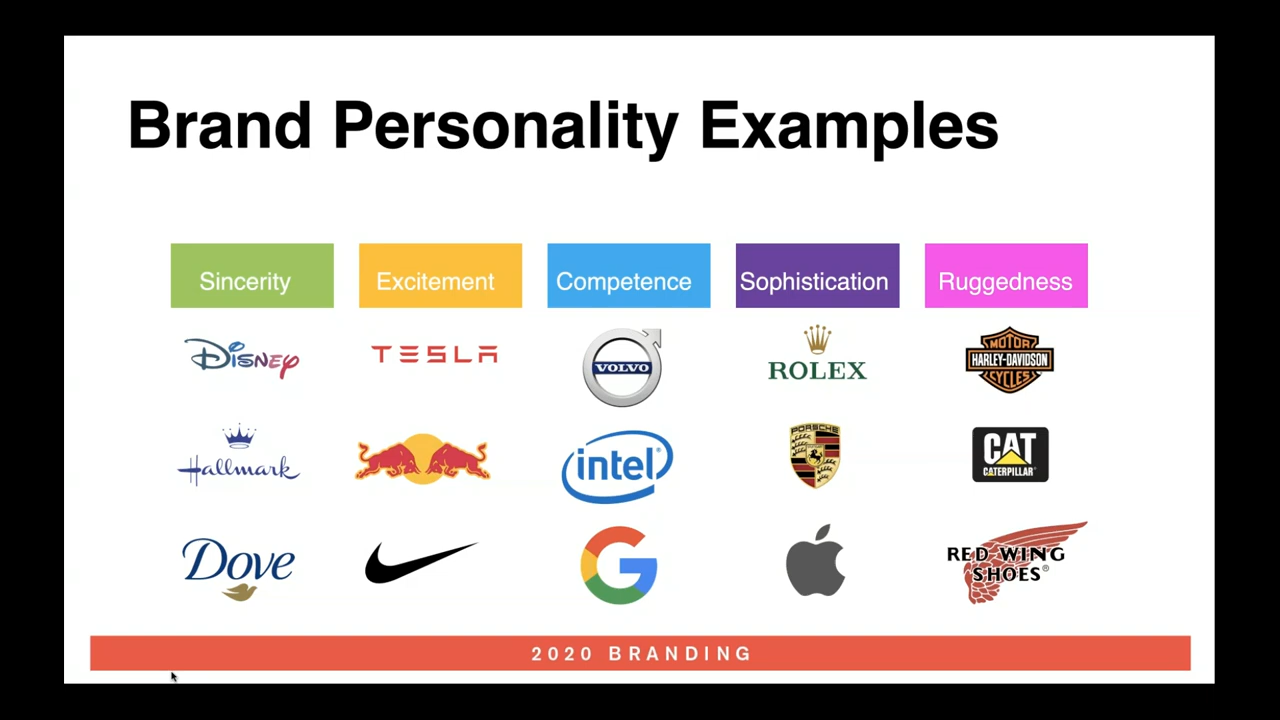 Brand Personality Examples
Sincerity Excitement Competence Sophistication Ruggedness
DISNEY TESLA VOLVO ROLEX MOTOR HARLEY-DAVIDSON CYCLES
Hallmark intel® PORSCHE CAT CATERPILLAR®
Dove G RED WING SHOES®
2020 BRANDING